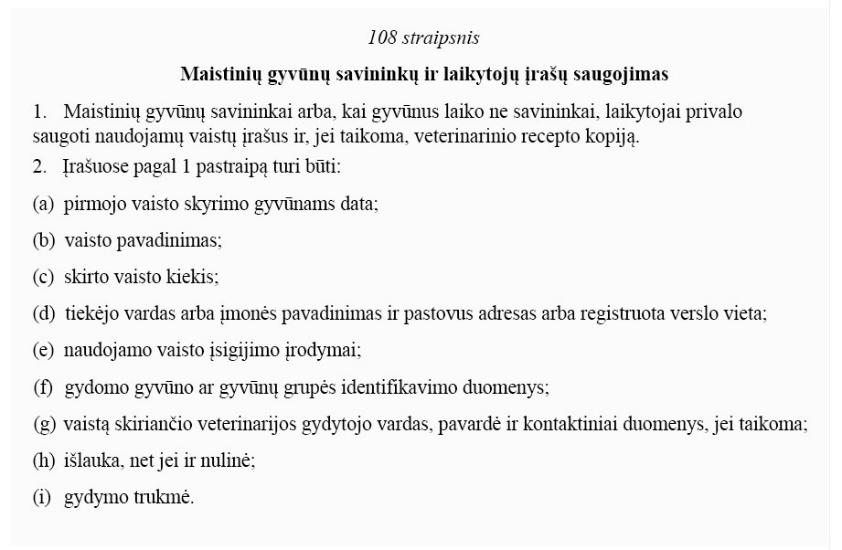 108 straipsnis
Maistinių gyvūnų savininkų ir laikytojų įrašų saugojimas
1. Maistinių gyvūnų savininkai arba, kai gyvūnus laiko ne savininkai, laikytojai privalo
saugoti naudojamų vaistų įrašus ir, jei taikoma, veterinarinio recepto kopiją.
2. Įrašuose pagal 1 pastraipą turi būti:
(a) pirmojo vaisto skyrimo gyvūnams data;
(b) vaisto pavadinimas;
(c) skirto vaisto kiekis;
(d) tiekėjo vardas arba įmonės pavadinimas ir pastovus adresas arba registruota verslo vieta;
(e) naudojamo vaisto įsigijimo įrodymai;
(f) gydomo gyvūno ar gyvūnų grupės identifikavimo duomenys;
(g) vaistą skiriančio veterinarijos gydytojo vardas, pavardė ir kontaktiniai duomenys, jei taikoma;
(h) išlauka, net jei ir nulinė;
(i) gydymo trukmė.